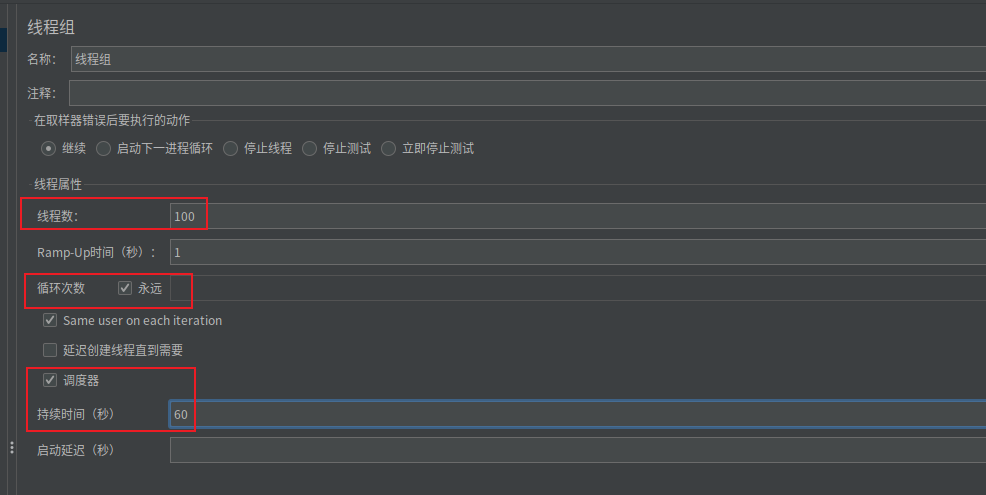 线程组
名称： 线程组
注释：
在取样器错误后要执行的动作
继续 启动下一进程循环 停止线程 停止测试 立即停止测试
线程属性
线程数： 100
Ramp-Up时间（秒）： 1
循环次数 永远
Same user on each iteration
延迟创建线程直到需要
调度器
持续时间（秒） 60
启动延迟（秒）